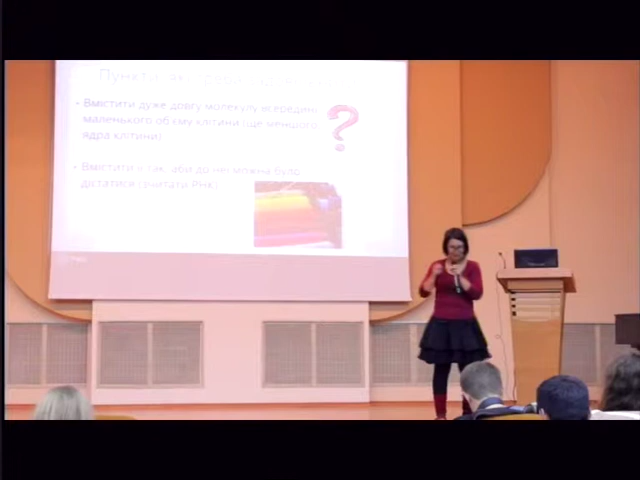 • Вмістити дуже довгу молекулу всередині
маленького об'єму клітини (ще меншого
ядра клітини)
• Вмістити її так, аби до неї можна було
дістатися (зчитати РНК)
?